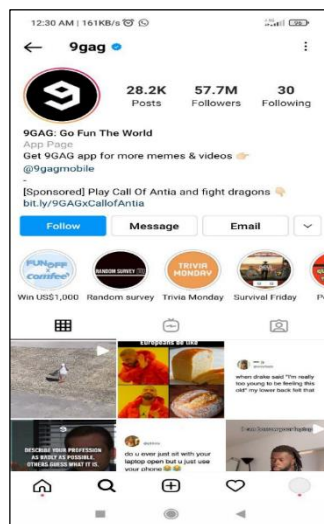 12:30 AM | 161KB/s
9gag
28.2K
57.7M
30
Posts
Followers
Following
9GAG: Go Fun The World
App Page
Get 9GAG app for more memes & videos 👉🏻
@9gagmobile
-
[Sponsored] Play Call Of Antia and fight dragons 👇🏻
bit.ly/9GAGxCallofAntia
Follow
Message
Email
FUNOFF
comfee
RANDOM SURVEY
TRIVIA
MONDAY
Win US$1,000
Random survey
Trivia Monday
Survival Friday
Europeans be like
when drake said "I'm really
too young to be feeling this
old" my lower back felt that
DESCRIBE YOUR PROFESSION
AS BADLY AS POSSIBLE.
OTHERS GUESS WHAT IT IS.
do u ever just sit with your
laptop open but u just use
your phone 😂😂